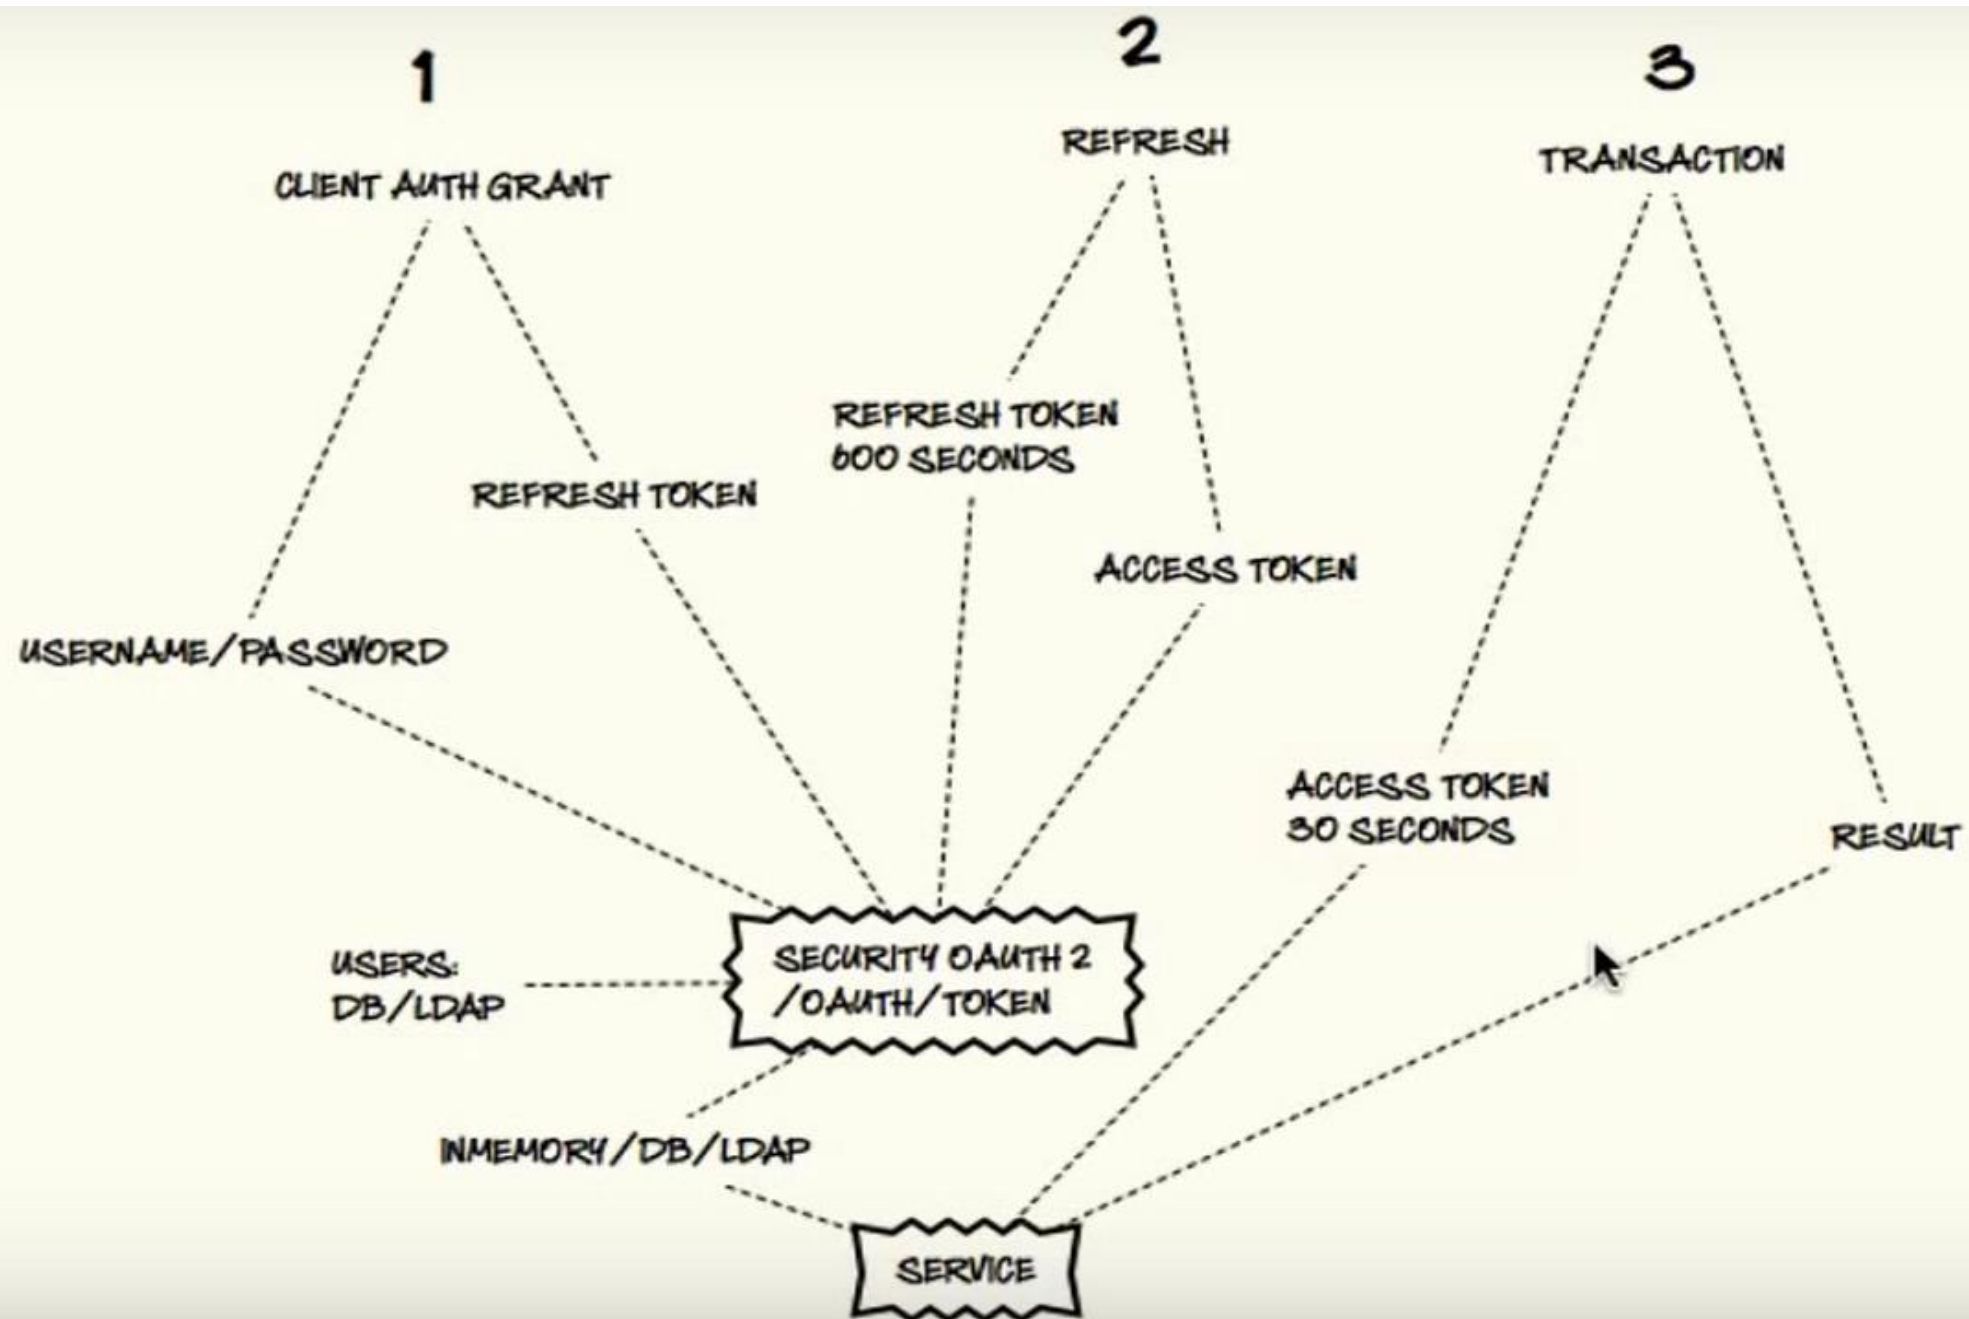 1
CLIENT AUTH GRANT
USERNAME/PASSWORD
REFRESH TOKEN
2
REFRESH
REFRESH TOKEN
600 SECONDS
ACCESS TOKEN
3
TRANSACTION
ACCESS TOKEN
30 SECONDS
RESULT
USERS:
DB/LDAP
SECURITY OAUTH 2
/OAUTH/TOKEN
INMEMORY/DB/LDAP
SERVICE